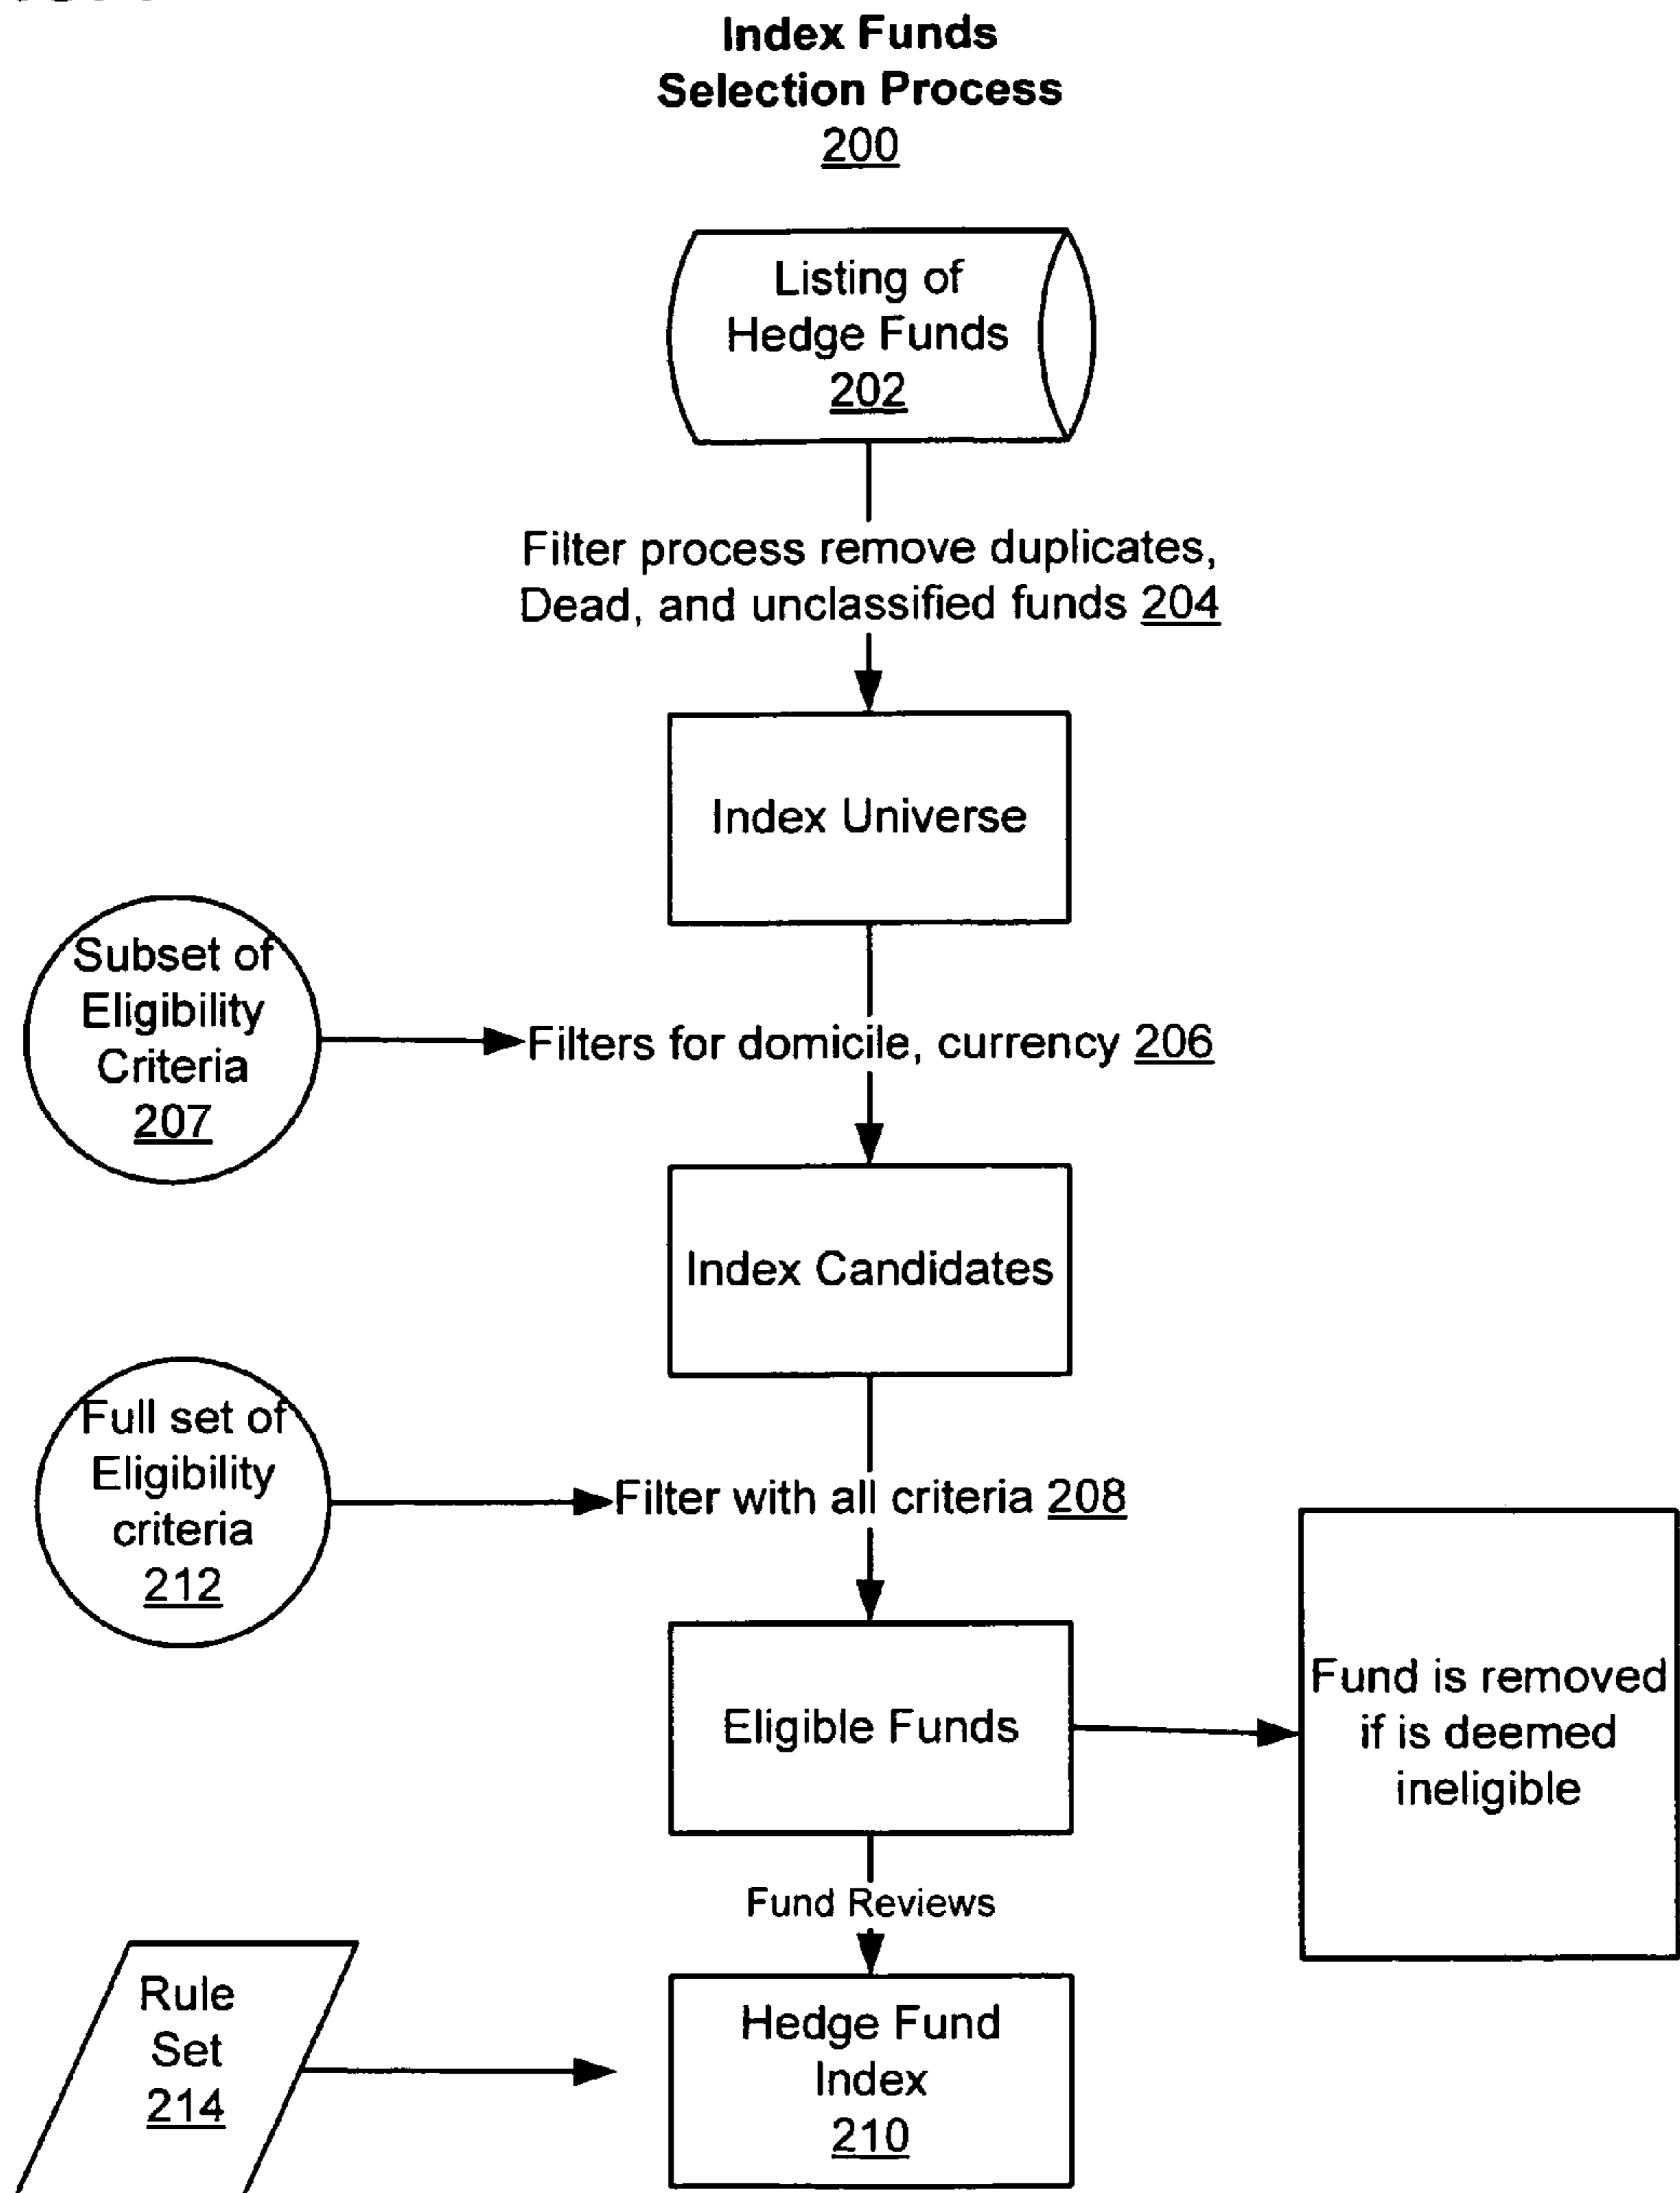 Index Funds
Selection Process
200
Listing of
Hedge Funds
202
Filter process remove duplicates,
Dead, and unclassified funds 204
Index Universe
Subset of
Eligibility
Criteria
207
Filters for domicile, currency 206
Index Candidates
Full set of
Eligibility
criteria
212
Filter with all criteria 208
Eligible Funds
Fund is removed
if is deemed
ineligible
Fund Reviews
Rule
Set
214
Hedge Fund
Index
210